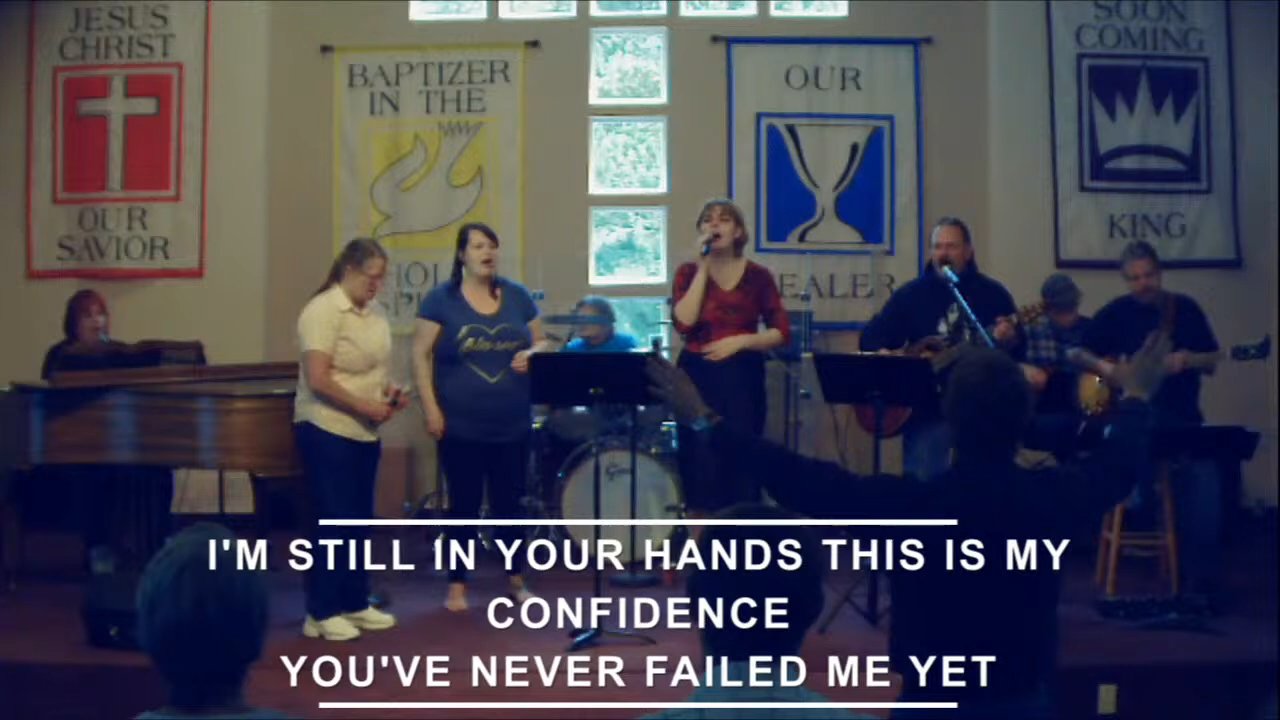 JESUS
CHRIST
OUR
SAVIOR
BAPTIZER
IN THE
OUR
SOON
COMING
KING
I'M STILL IN YOUR HANDS THIS IS MY
CONFIDENCE
YOU'VE NEVER FAILED ME YET